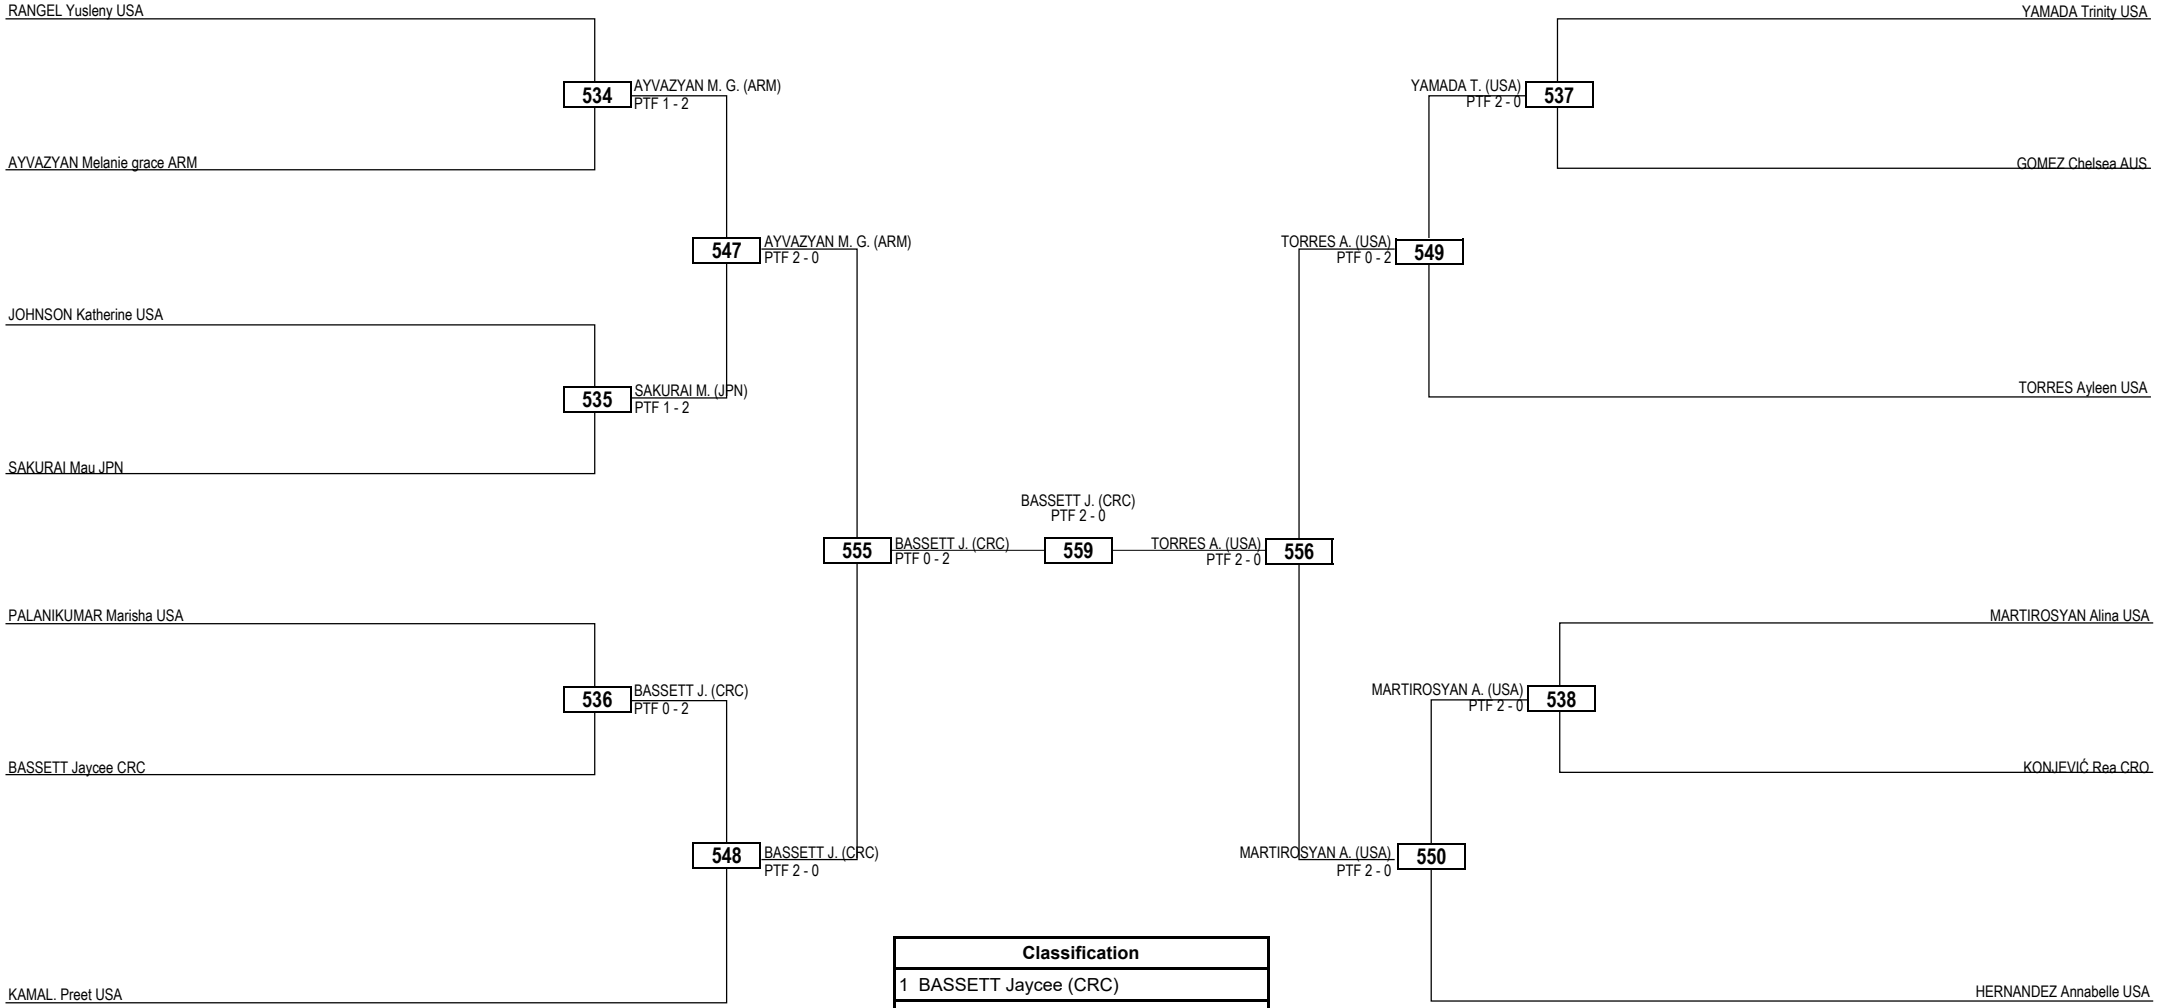 RANGEL Yusleny USA
534
AYVAZYAN M. G. (ARM)
PTF 1 - 2
AYVAZYAN Melanie grace ARM
547
AYVAZYAN M. G. (ARM)
PTF 2 - 0
JOHNSON Katherine USA
535
SAKURAI M. (JPN)
PTF 1 - 2
SAKURAI Mau JPN
555
BASSETT J. (CRC)
PTF 0 - 2
PALANIKUMAR Marisha USA
536
BASSETT J. (CRC)
PTF 0 - 2
BASSETT Jaycee CRC
548
BASSETT J. (CRC)
PTF 2 - 0
KAMAL. Preet USA
BASSETT J. (CRC)
PTF 2 - 0
559
YAMADA Trinity USA
YAMADA T. (USA)
PTF 2 - 0
537
GOMEZ Chelsea AUS
TORRES A. (USA)
PTF 0 - 2
549
TORRES Ayleen USA
TORRES A. (USA)
PTF 2 - 0
556
MARTIROSYAN Alina USA
MARTIROSYAN A. (USA)
PTF 2 - 0
538
KONJEVIĆ Rea CRO
MARTIROSYAN A. (USA)
PTF 2 - 0
550
HERNANDEZ Annabelle USA
Classification
1 BASSETT Jaycee (CRC)